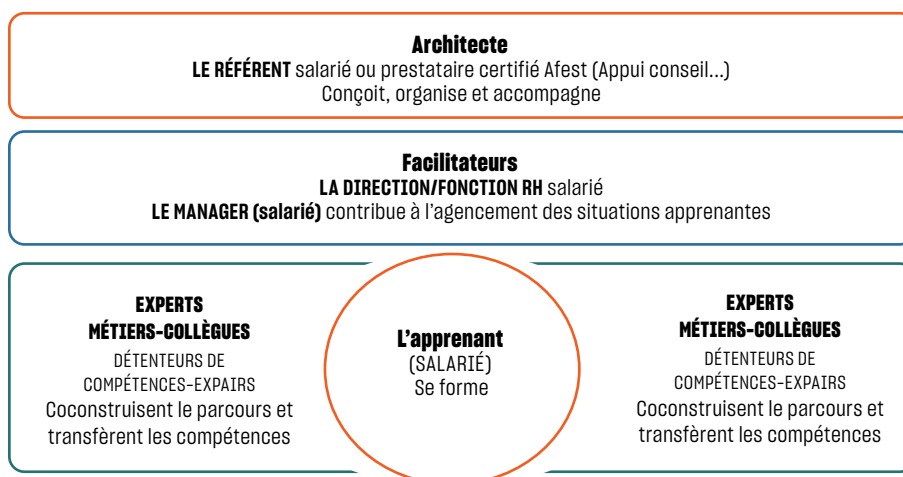 Architecte
LE RÉFÉRENT salarié ou prestataire certifié Afest (Appui conseil...)
Conçoit, organise et accompagne
Facilitateurs
LA DIRECTION/FONCTION RH salarié
LE MANAGER (salarié) contribue à l'agencement des situations apprenantes
EXPERTS
MÉTIERS-COLLÈGUES
DÉTENTEURS DE
COMPÉTENCES-EXPAIRS
Coconstruisent le parcours et
transfèrent les compétences
L'apprenant
(SALARIÉ)
Se forme
EXPERTS
MÉTIERS-COLLÈGUES
DÉTENTEURS DE
COMPÉTENCES-EXPAIRS
Coconstruisent le parcours et
transfèrent les compétences